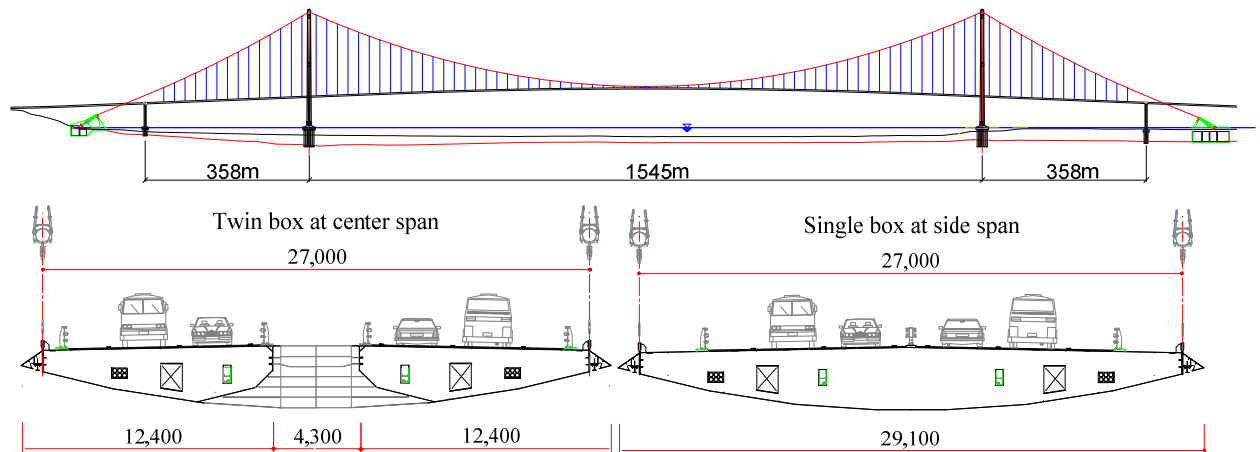 358m 1545m 358m
Twin box at center span
27,000
12,400 4,300 12,400
Single box at side span
27,000
29,100